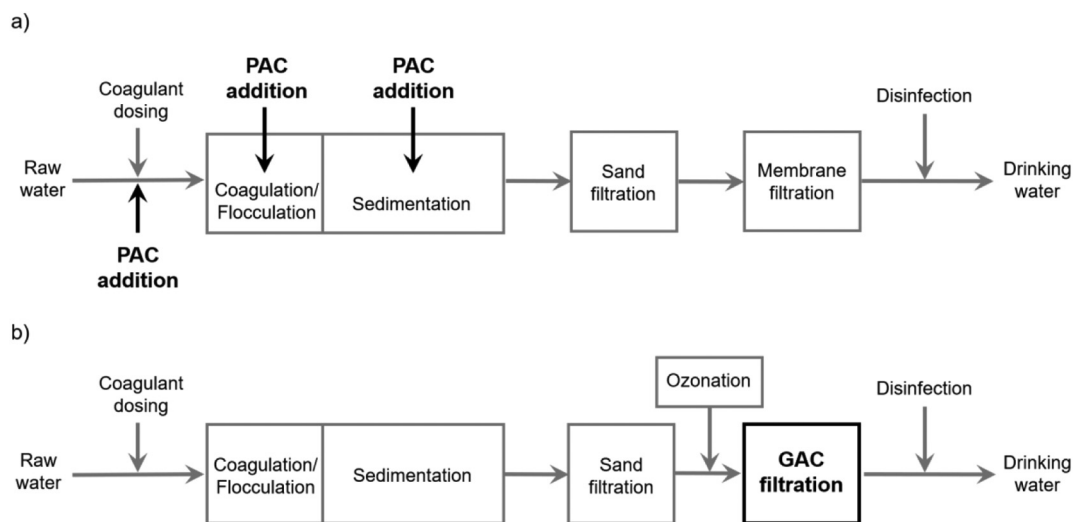 a)
PAC
addition
PAC
addition
Coagulant
dosing
Disinfection
Raw
water
Coagulation/
Flocculation
Sedimentation
Sand
filtration
Membrane
filtration
Drinking
water
PAC
addition
b)
Ozonation
Coagulant
dosing
Disinfection
Raw
water
Coagulation/
Flocculation
Sedimentation
Sand
filtration
GAC
filtration
Drinking
water